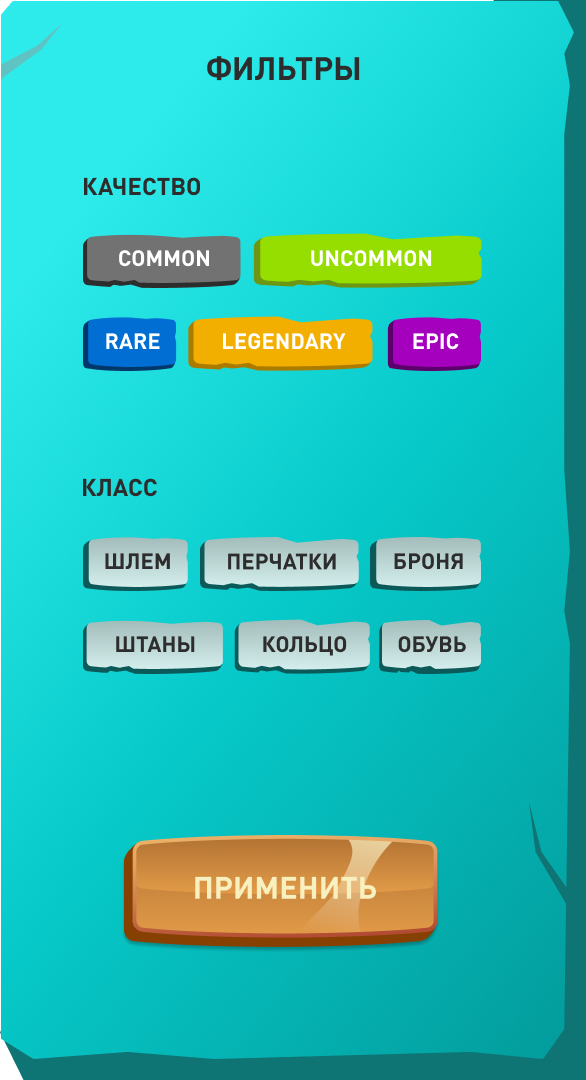 ФИЛЬТРЫ
КАЧЕСТВО
COMMON UNCOMMON
RARE LEGENDARY EPIC
КЛАСС
ШЛЕМ ПЕРЧАТКИ БРОНЯ
ШТАНЫ КОЛЬЦО ОБУВЬ
ПРИМЕНИТЬ